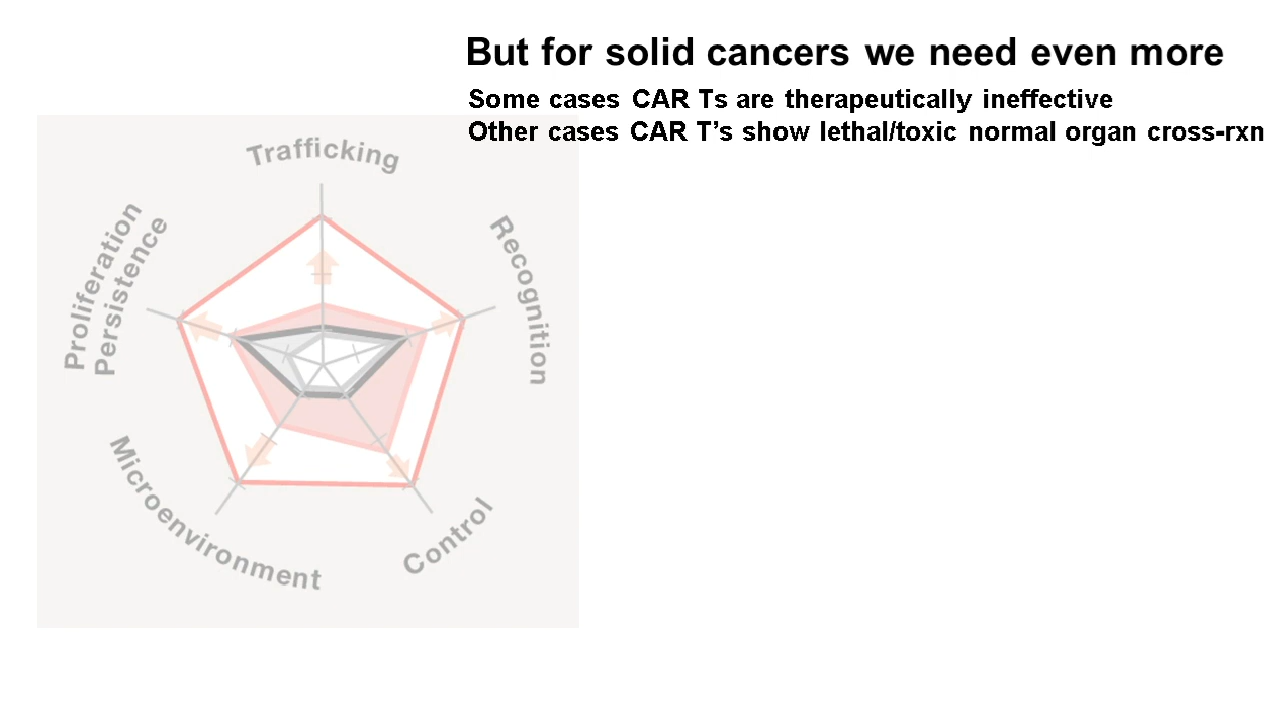 But for solid cancers we need even more
Some cases CAR Ts are therapeutically ineffective
Other cases CAR T’s show lethal/toxic normal organ cross-rxn
Trafficking
Recognition
Proliferation
Persistence
Microenvironment
Control